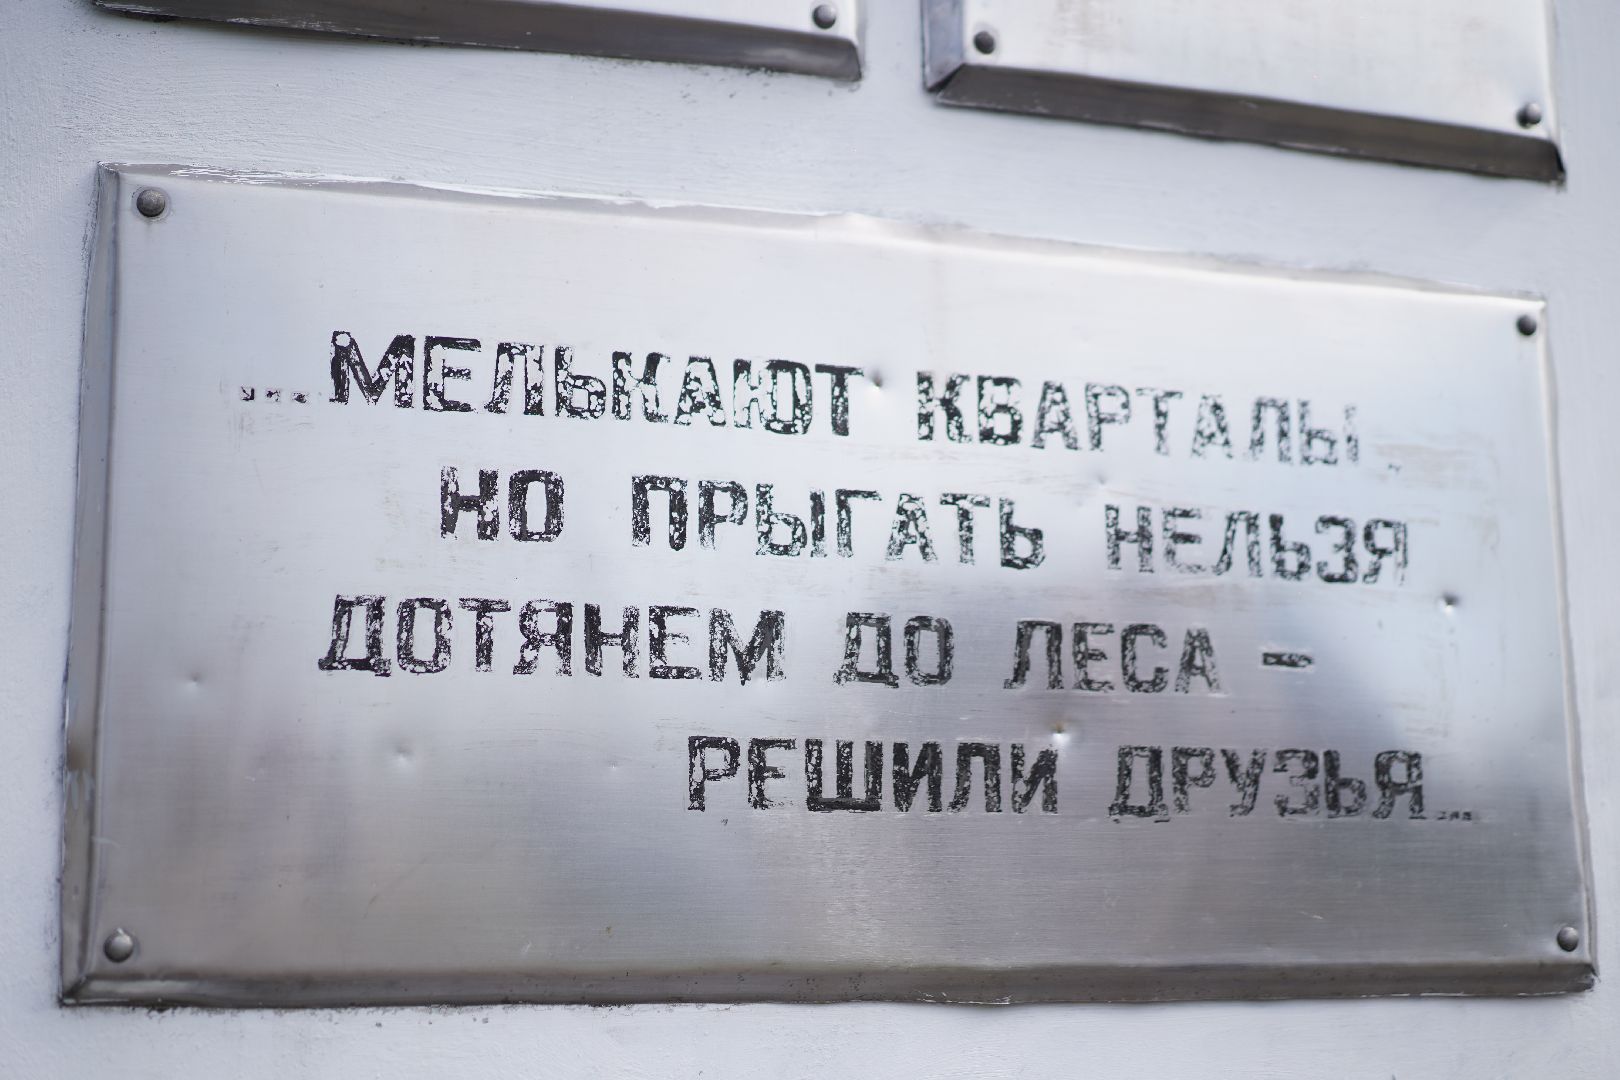 ...МЕЛЬКАЮТ КВАРТАЛЫ,
НО ПРЫГАТЬ НЕЛЬЗЯ
ДОТЯНЕМ ДО ЛЕСА –
РЕШИЛИ ДРУЗЬЯ...